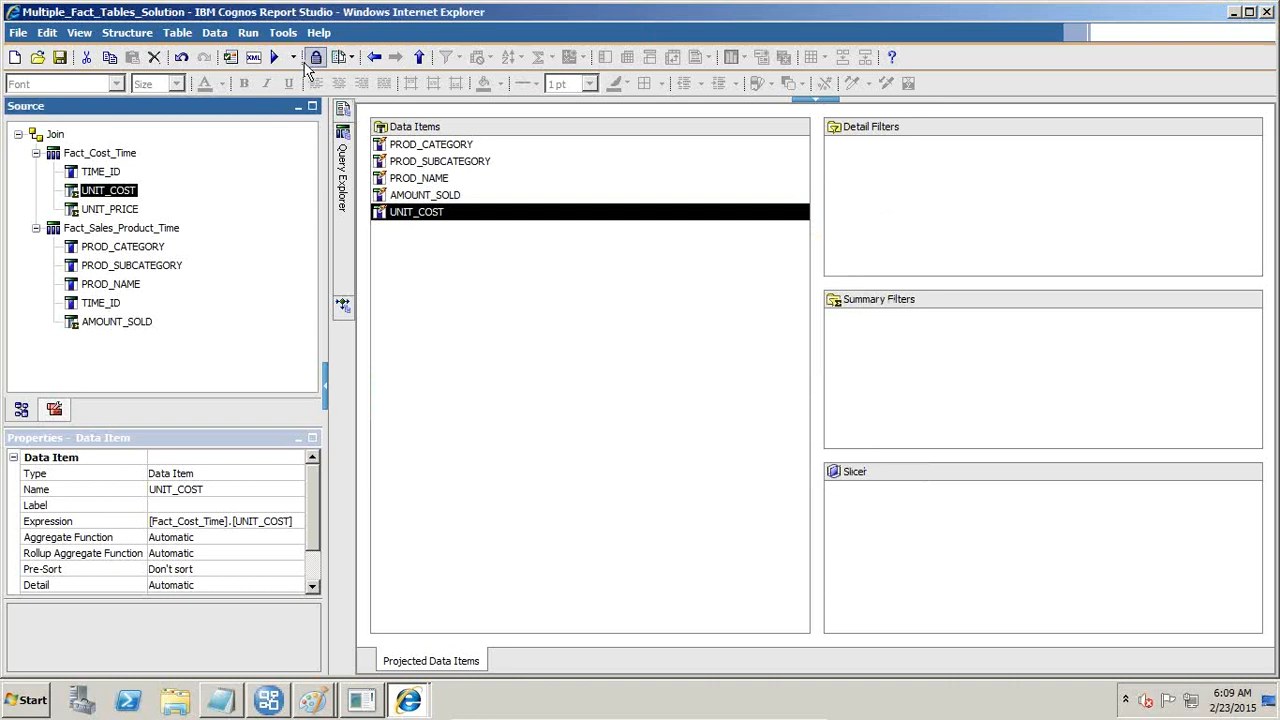 Multiple_Fact_Tables_Solution - IBM Cognos Report Studio - Windows Internet Explorer
File Edit View Structure Table Data Run Tools Help
XML
Font Size 1 pt
Source
Join
Fact_Cost_Time
TIME_ID
UNIT_COST
UNIT_PRICE
Fact_Sales_Product_Time
PROD_CATEGORY
PROD_SUBCATEGORY
PROD_NAME
TIME_ID
AMOUNT_SOLD
Properties - Data Item
Data Item
Type Data Item
Name UNIT_COST
Label
Expression [Fact_Cost_Time].[UNIT_COST]
Aggregate Function Automatic
Rollup Aggregate Function Automatic
Pre-Sort Don't sort
Detail Automatic
Query Explorer
Data Items
PROD_CATEGORY
PROD_SUBCATEGORY
PROD_NAME
AMOUNT_SOLD
UNIT_COST
Projected Data Items
Detail Filters
Summary Filters
Slicer
Start
6:09 AM
2/23/2015